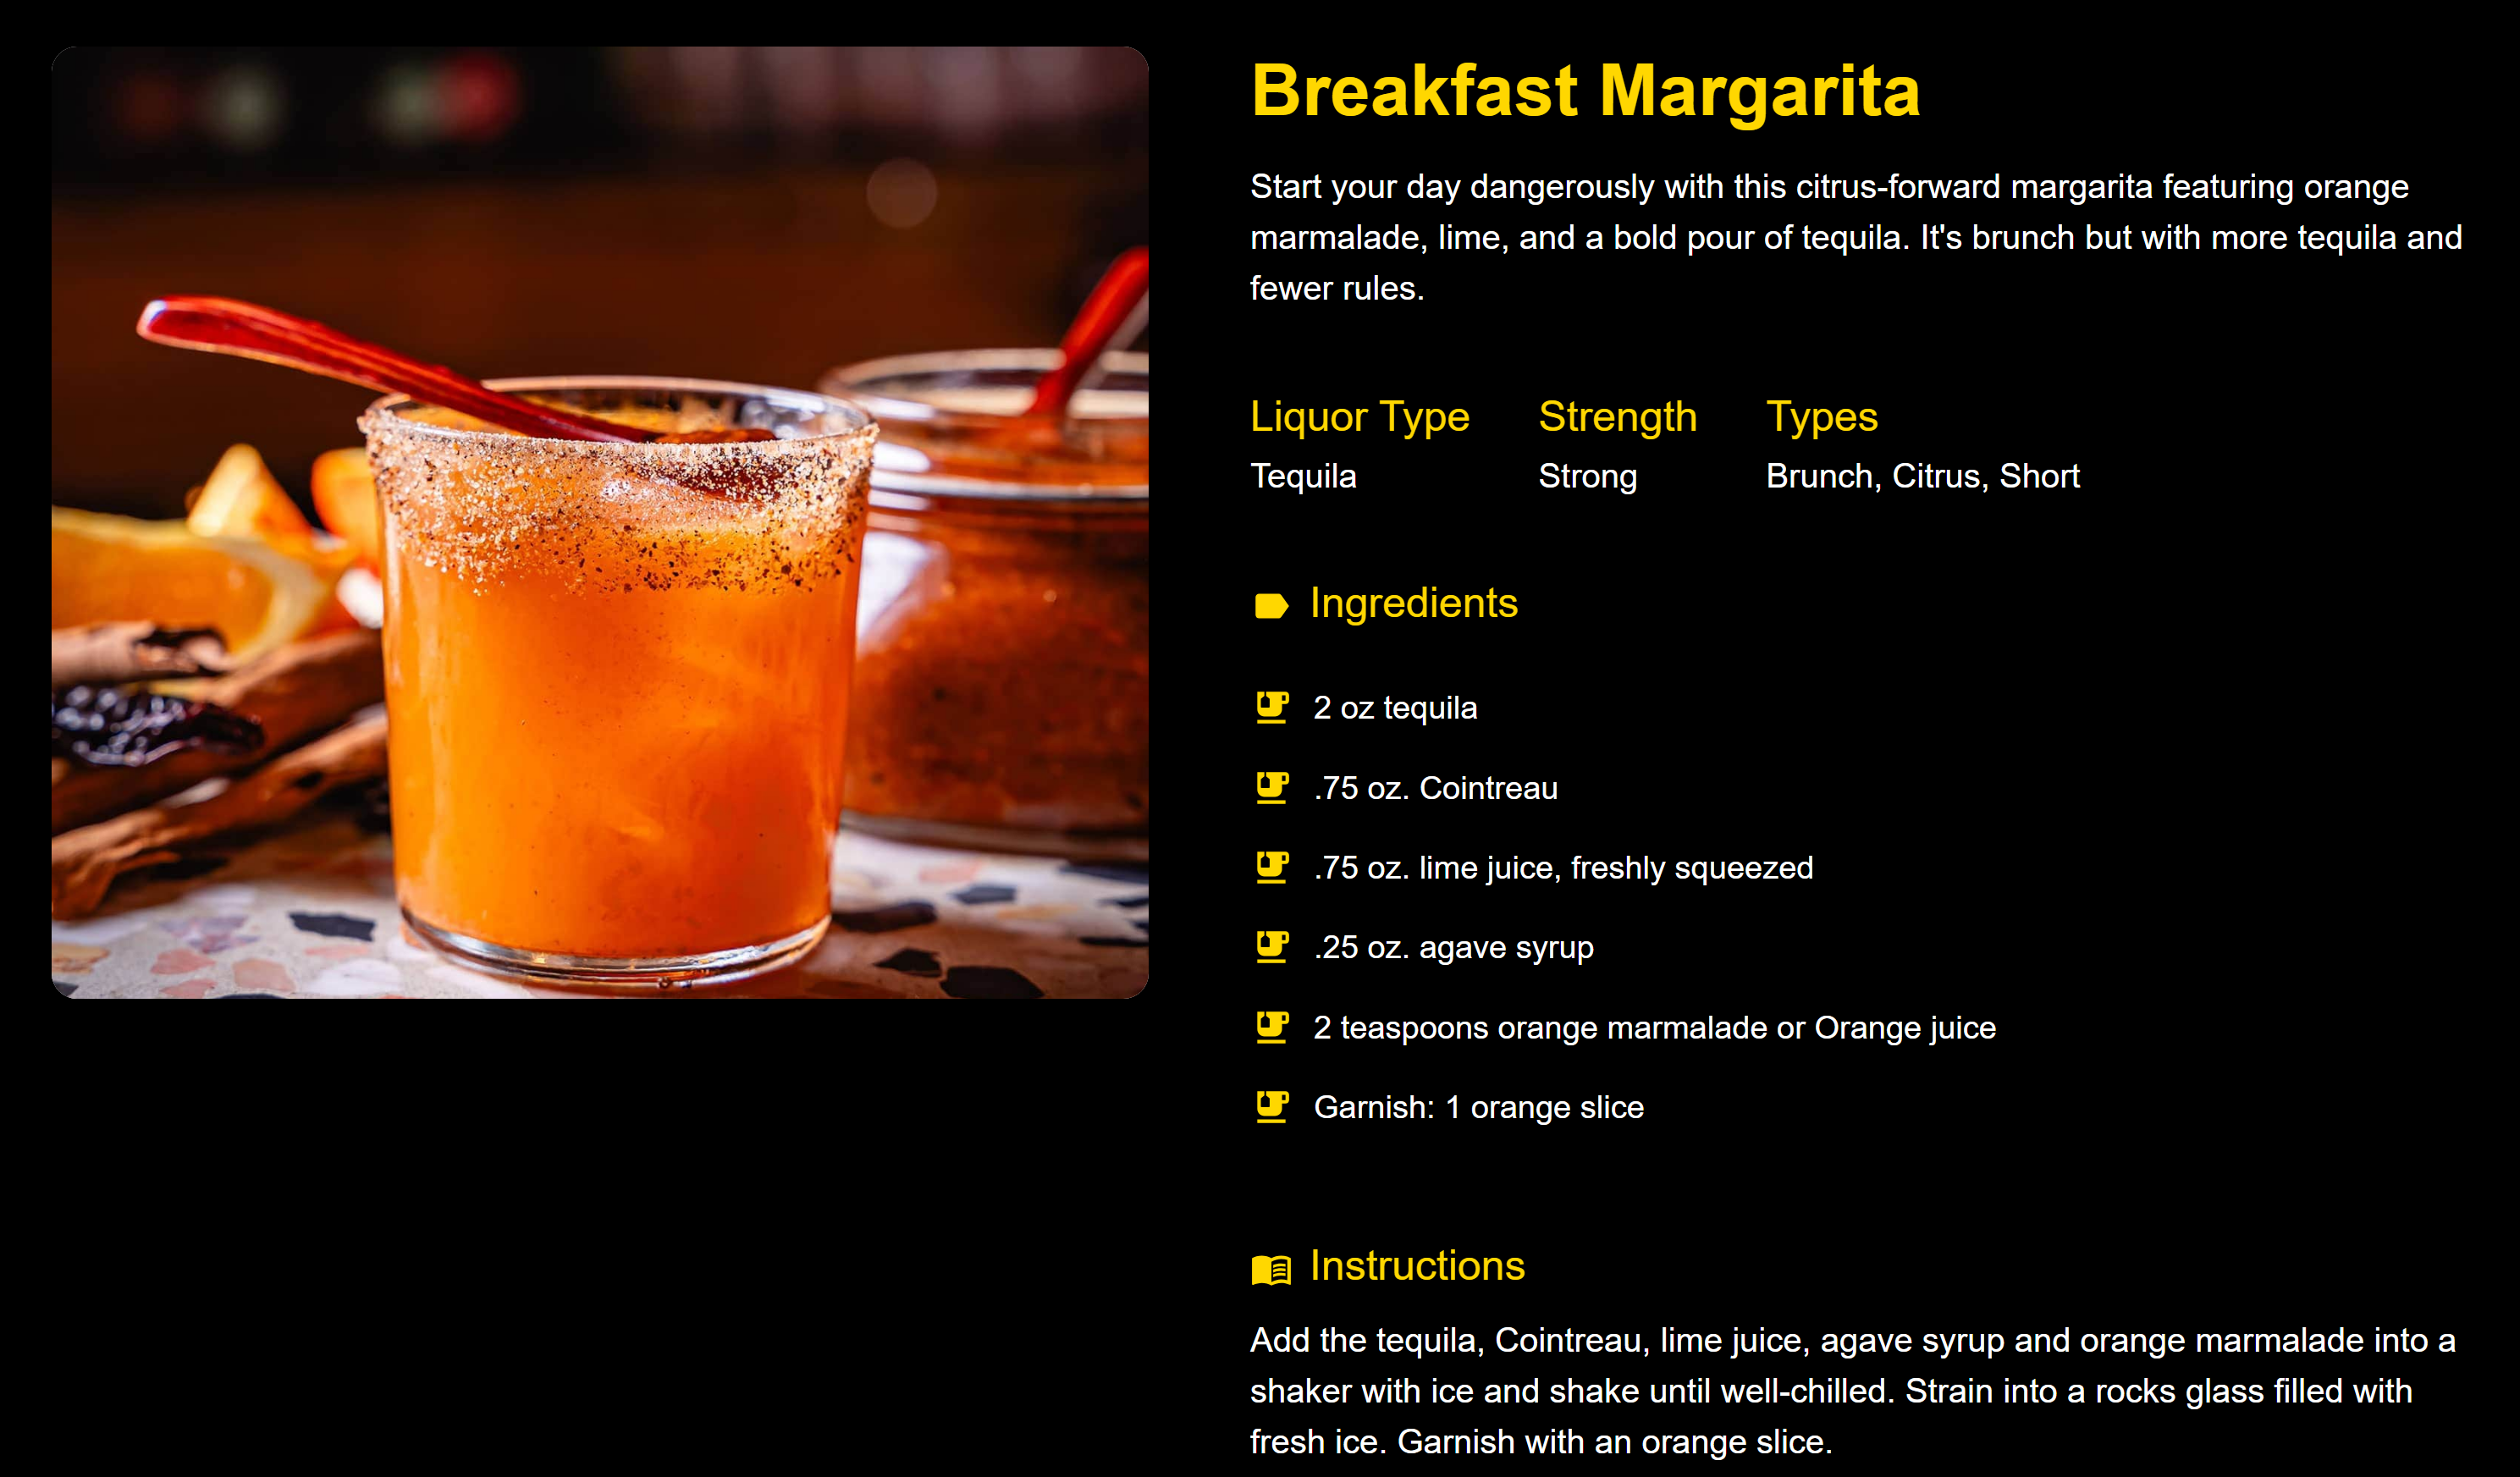 Breakfast Margarita
Start your day dangerously with this citrus-forward margarita featuring orange
marmalade, lime, and a bold pour of tequila. It's brunch but with more tequila and
fewer rules.
Liquor Type Strength Types
Tequila Strong Brunch, Citrus, Short
Ingredients
2 oz tequila
.75 oz. Cointreau
.75 oz. lime juice, freshly squeezed
.25 oz. agave syrup
2 teaspoons orange marmalade or Orange juice
Garnish: 1 orange slice
Instructions
Add the tequila, Cointreau, lime juice, agave syrup and orange marmalade into a
shaker with ice and shake until well-chilled. Strain into a rocks glass filled with
fresh ice. Garnish with an orange slice.